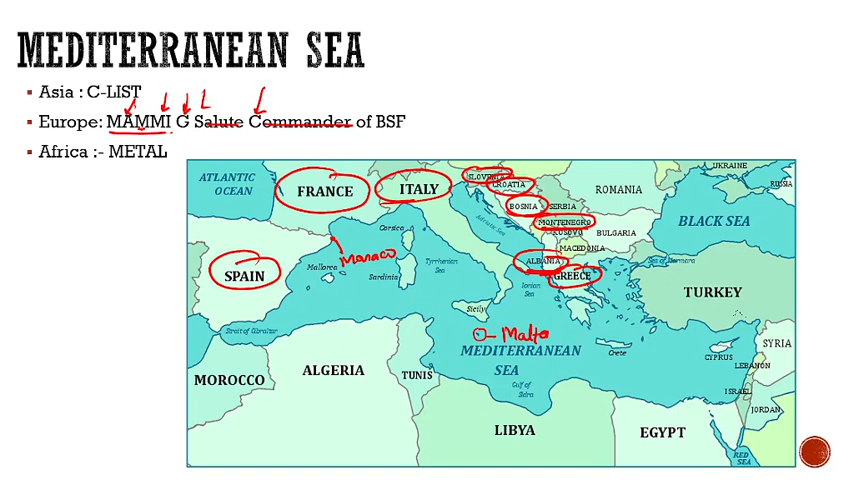 MEDITERRANEAN SEA
Asia : C-LIST
Europe: MAMMI G Salute Commander of BSF
Africa :- METAL
ATLANTIC OCEAN
FRANCE
ITALY
SLOVENIA
CROATIA
BOSNIA
SERBIA
ROMANIA
UKRAINE
RUSSIA
MONTENEGRO
KOSOVO
BULGARIA
BLACK SEA
MACEDONIA
Corsica
Adriatic Sea
Monaco
SPAIN
Mallorca
Sardinia
Tyrrhenian Sea
ALBANIA
GREECE
Ionian Sea
Sea of Marmara
TURKEY
Sicily
Strait of Gibraltar
O- Malta
MEDITERRANEAN SEA
Crete
CYPRUS
SYRIA
LEBANON
MOROCCO
ALGERIA
TUNIS
Gulf of Sidra
ISRAEL
JORDAN
LIBYA
EGYPT
RED SEA